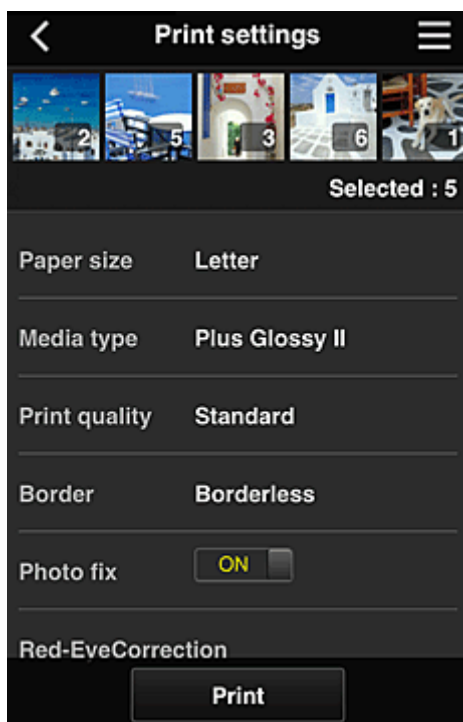 Print settings
2 5 3 6 1
Selected : 5
Paper size Letter
Media type Plus Glossy II
Print quality Standard
Border Borderless
Photo fix ON
Red-EyeCorrection
Print